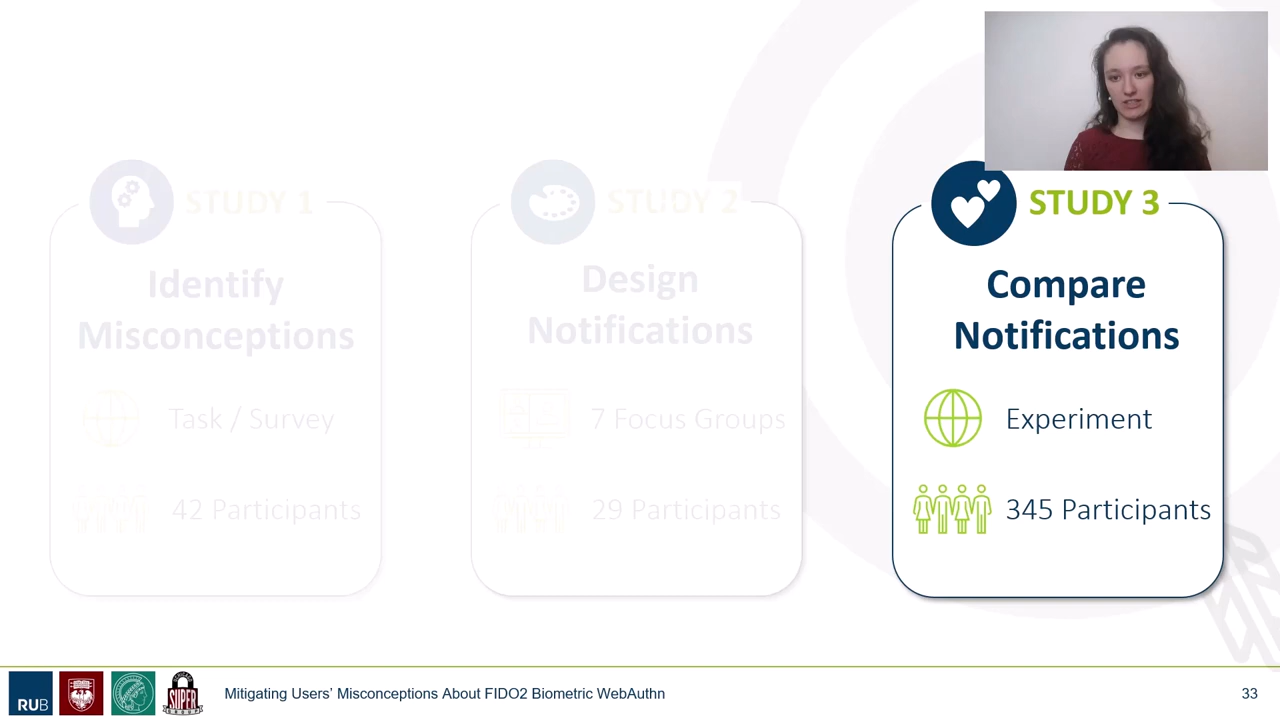 STUDY 1
Identify
Misconceptions
Task / Survey
42 Participants
STUDY 2
Design
Notifications
7 Focus Groups
29 Participants
STUDY 3
Compare
Notifications
Experiment
345 Participants
RUB
SUPER
Mitigating Users’ Misconceptions About FIDO2 Biometric WebAuthn
33